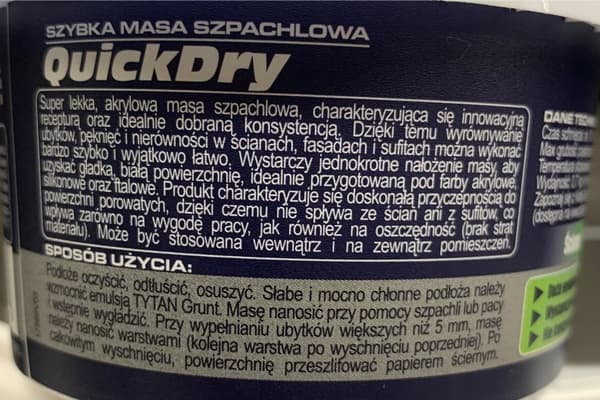 SZYBKA MASA SZPACHLOWA
QuickDry
Super lekka, akrylowa masa szpachlowa, charakteryzująca się innowacyjną
recepturą oraz idealnie dobraną konsystencją. Dzięki temu wyrównywanie
ubytków, pęknięć i nierówności w ścianach, fasadach i sufitach można wykonać
bardzo szybko i wyjątkowo łatwo. Wystarczy jednokrotne nałożenie masy, aby
uzyskać gładką, białą powierzchnię, idealnie przygotowaną pod farby akrylowe,
silikonowe oraz ftalowe. Produkt charakteryzuje się doskonałą przyczepnością do
powierzchni porowatych, dzięki czemu nie spływa ze ścian ani z sufitów, co
wpływa zarówno na wygodę pracy, jak również na oszczędność (brak strat
materiału). Może być stosowana wewnątrz i na zewnątrz pomieszczeń.
SPOSÓB UŻYCIA:
Podłoże oczyścić, odtłuścić, osuszyć. Słabe i mocno chłonne podłoża należy
wzmocnić emulsją TYTAN Grunt. Masę nanosić przy pomocy szpachli lub pacy
i wstępnie wygładzić. Przy wypełnianiu ubytków większych niż 5 mm, masę
należy nanosić warstwami (kolejna warstwa po wyschnięciu poprzedniej). Po
całkowitym wyschnięciu, powierzchnię przeszlifować papierem ściernym.
DANE TECH
Czas schnięcia
Max. grubość
Temperatura
Wydajność